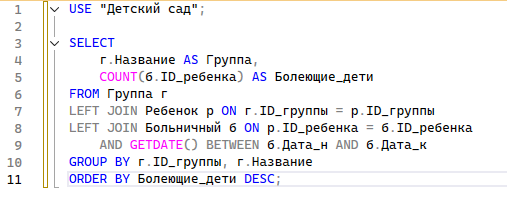 1 USE "Детский сад";
2
3 SELECT
4 г.Название AS Группа,
5 COUNT(б.ID_ребенка) AS Болеющие_дети
6 FROM Группа г
7 LEFT JOIN Ребенок р ON г.ID_группы = р.ID_группы
8 LEFT JOIN Больничный б ON р.ID_ребенка = б.ID_ребенка
9 AND GETDATE() BETWEEN б.Дата_н AND б.Дата_к
10 GROUP BY г.ID_группы, г.Название
11 ORDER BY Болеющие_дети DESC;